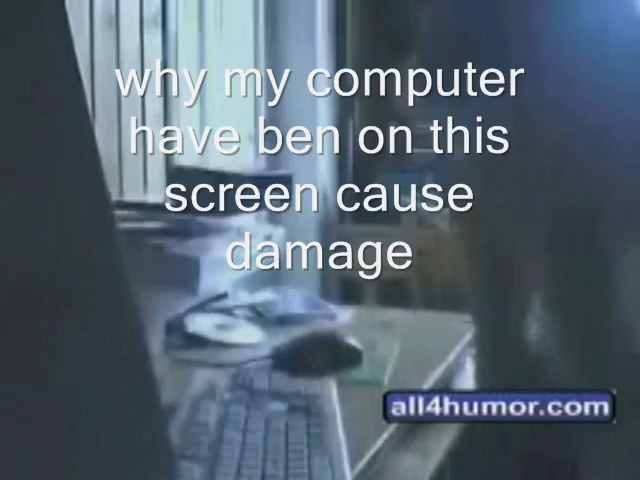 why my computer
have ben on this
screen cause
damage
all4humor.com